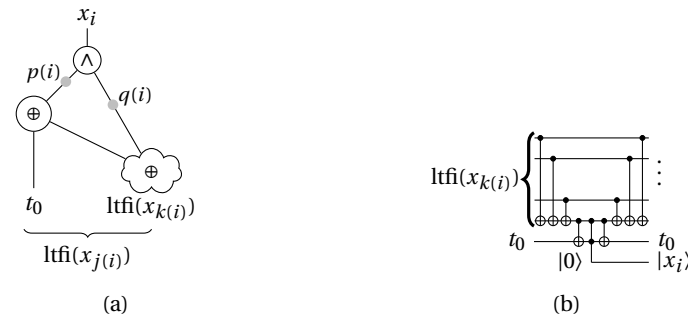 x_i
∧
p(i)
q(i)
⊕
⊕
t_0
ltfi(x_{k(i)})
ltfi(x_{j(i)})
(a)
ltfi(x_{k(i)})
t_0
t_0
|0⟩
|x_i⟩
(b)